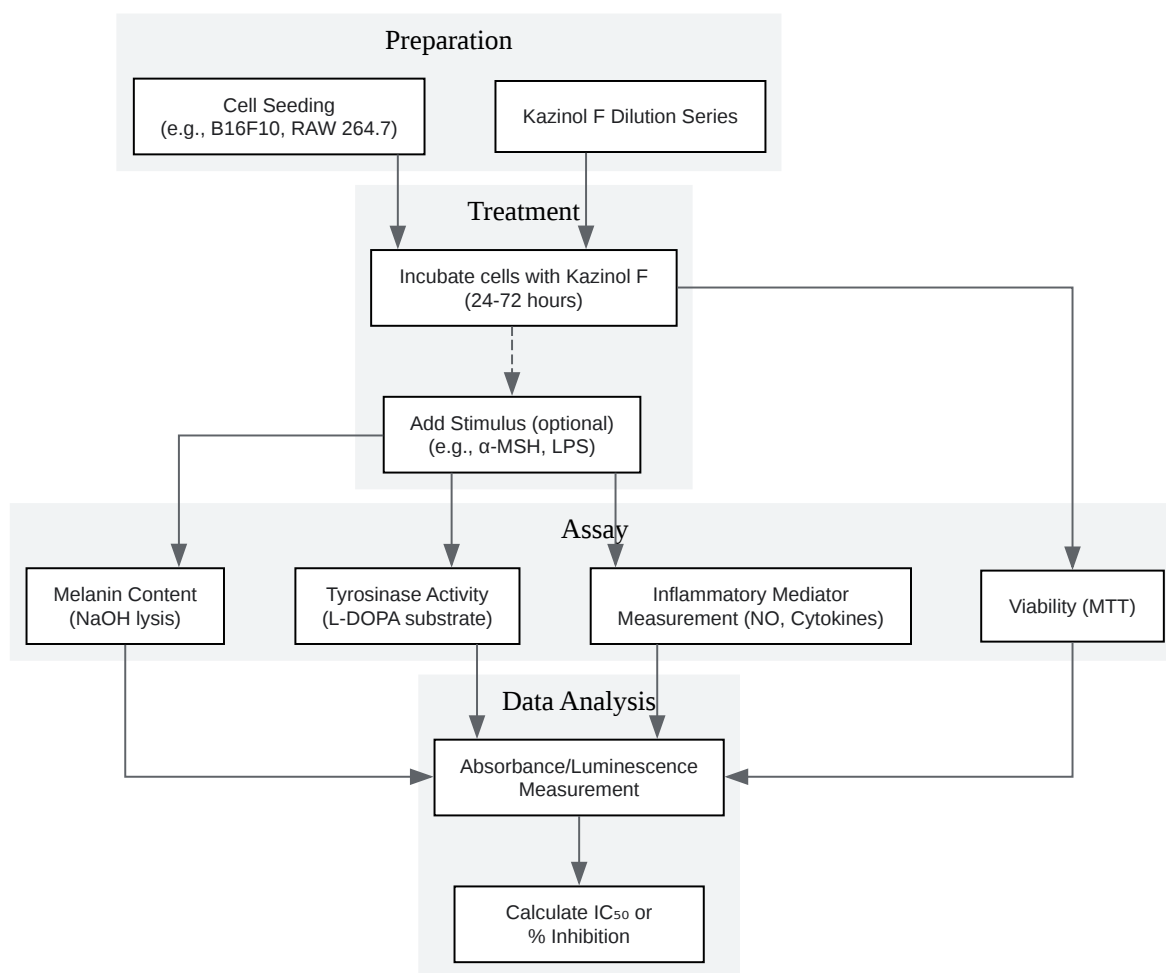 Preparation
Cell Seeding
(e.g., B16F10, RAW 264.7)
Kazinol F Dilution Series
Treatment
Incubate cells with Kazinol F
(24-72 hours)
Add Stimulus (optional)
(e.g., α-MSH, LPS)
Assay
Melanin Content
(NaOH lysis)
Tyrosinase Activity
(L-DOPA substrate)
Inflammatory Mediator
Measurement (NO, Cytokines)
Viability (MTT)
Data Analysis
Absorbance/Luminescence
Measurement
Calculate IC₅₀ or
% Inhibition